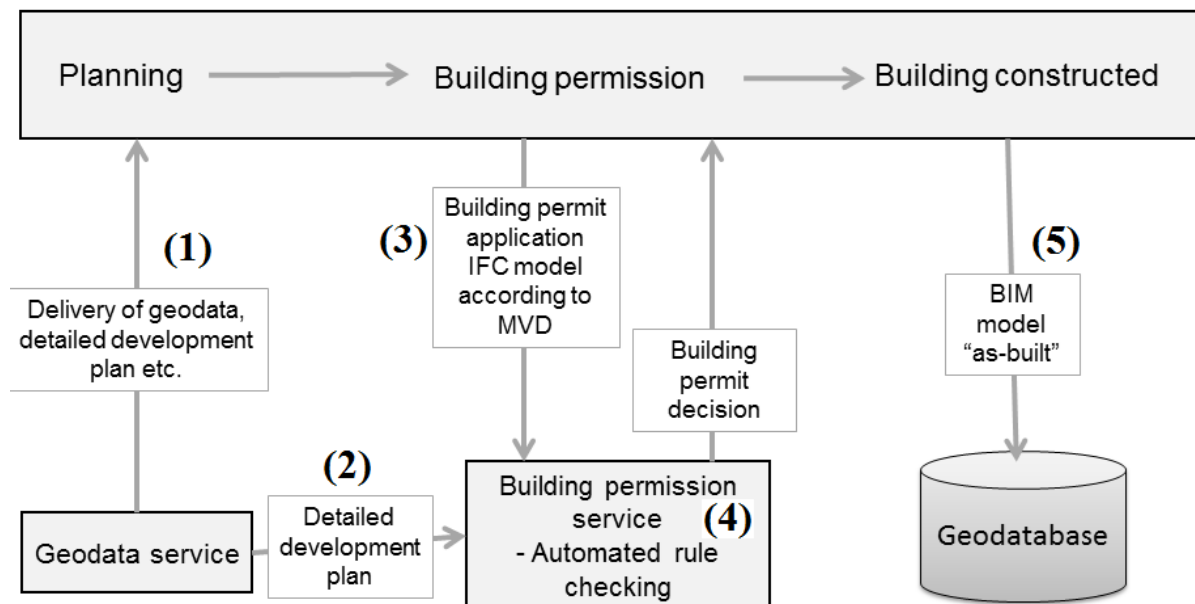 Planning
Building permission
Building constructed
(1)
Delivery of geodata,
detailed development
plan etc.
(3)
Building permit
application
IFC model
according to
MVD
Building
permit
decision
(5)
BIM
model
“as-built”
Geodata service
(2)
Detailed
development
plan
Building permission
service
(4)
- Automated rule
checking
Geodatabase